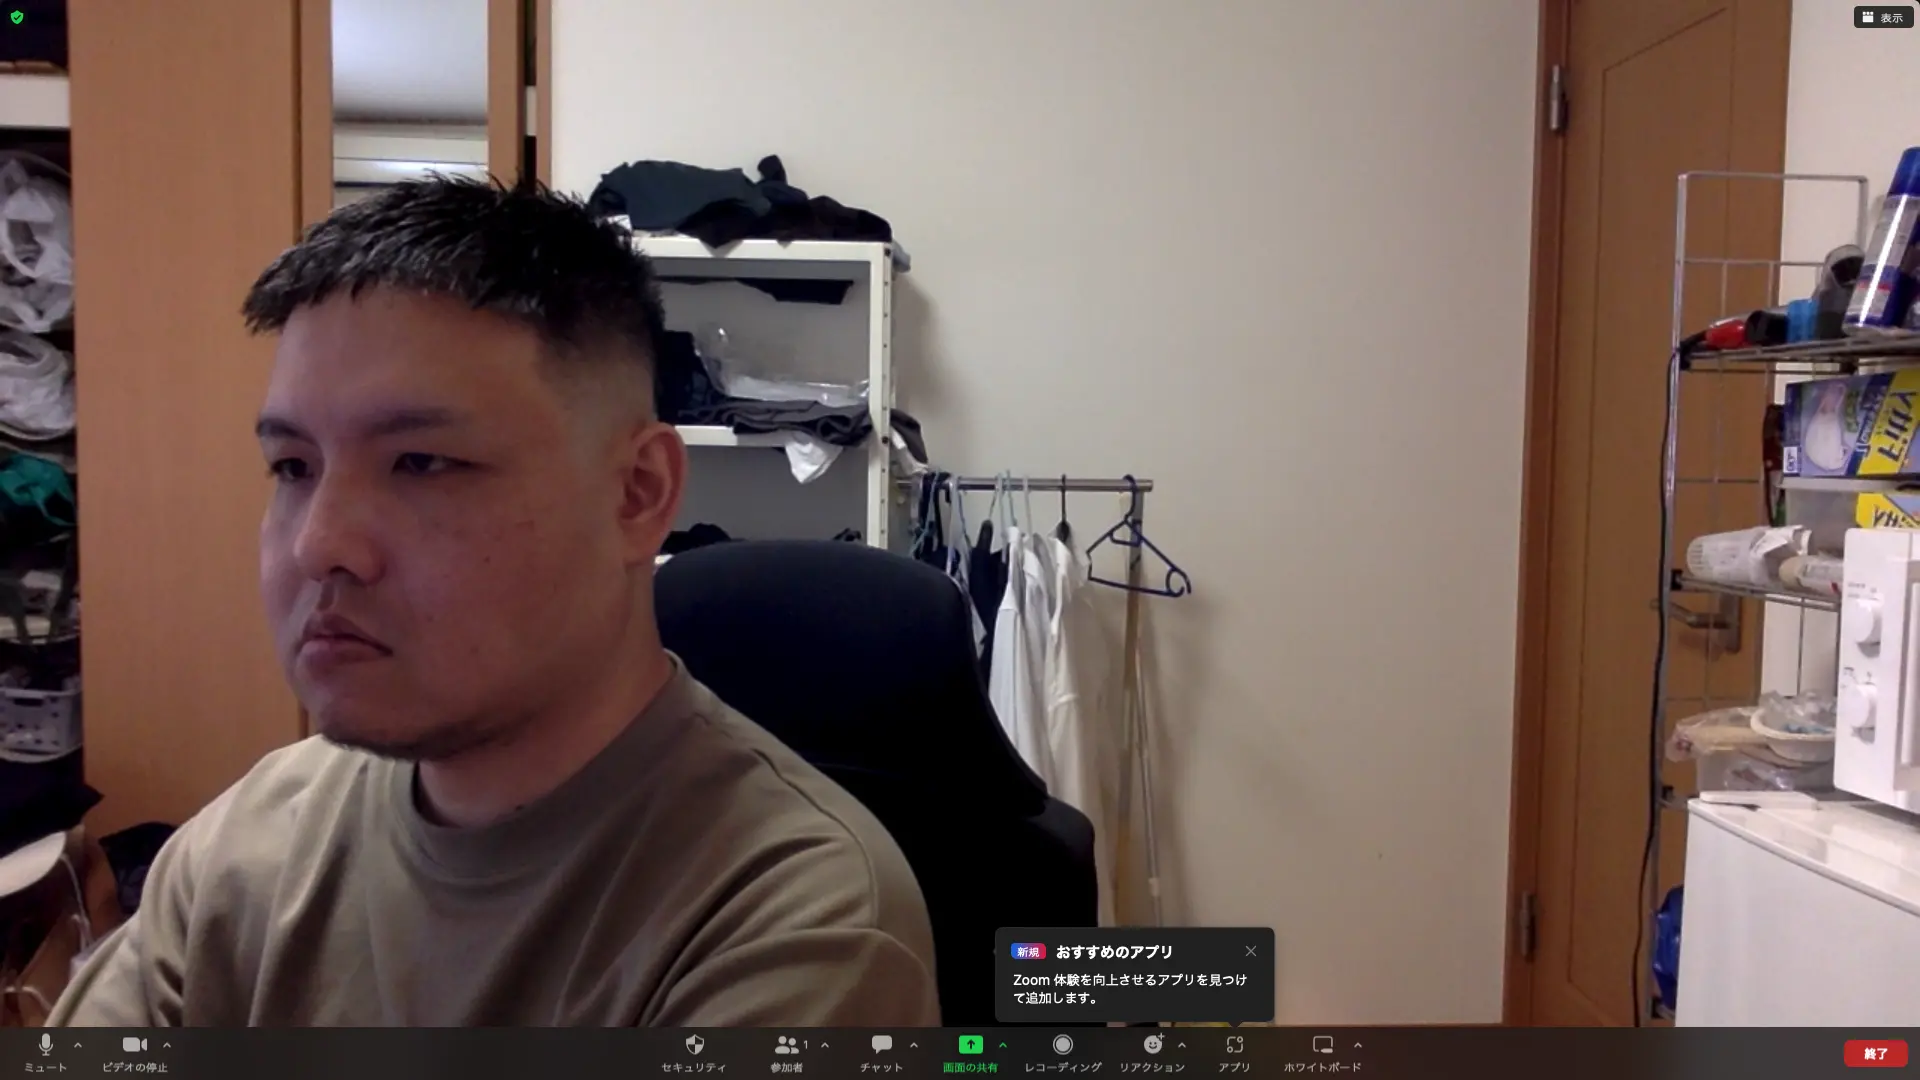 表示
新規 おすすめのアプリ
Zoom 体験を向上させるアプリを見つけ
て追加します。
ミュート
ビデオの停止
セキュリティ
1
参加者
チャット
画面の共有
レコーディング
リアクション
アプリ
ホワイトボード
終了